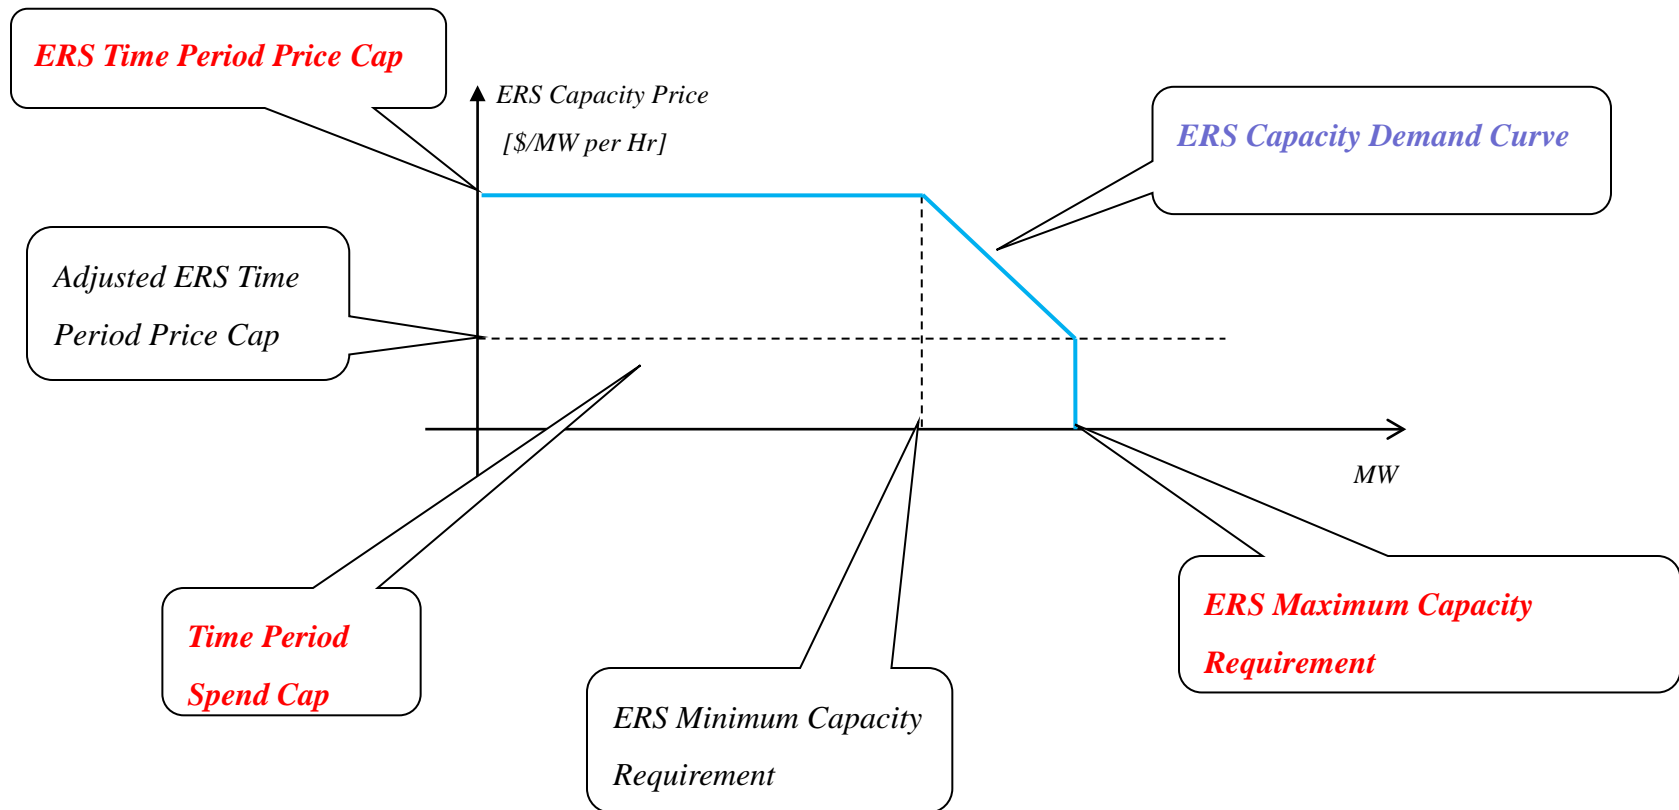 ERS Time Period Price Cap
ERS Capacity Price
[$/MW per Hr]
ERS Capacity Demand Curve
Adjusted ERS Time
Period Price Cap
MW
Time Period
Spend Cap
ERS Minimum Capacity
Requirement
ERS Maximum Capacity
Requirement